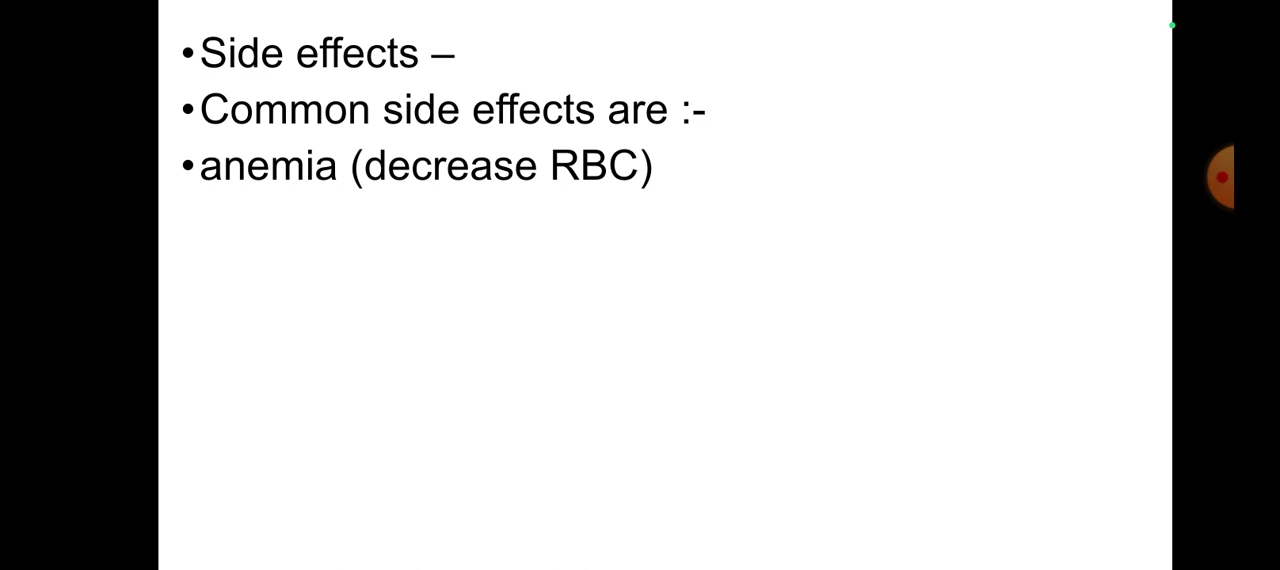 •Side effects –
•Common side effects are :-
•anemia (decrease RBC)